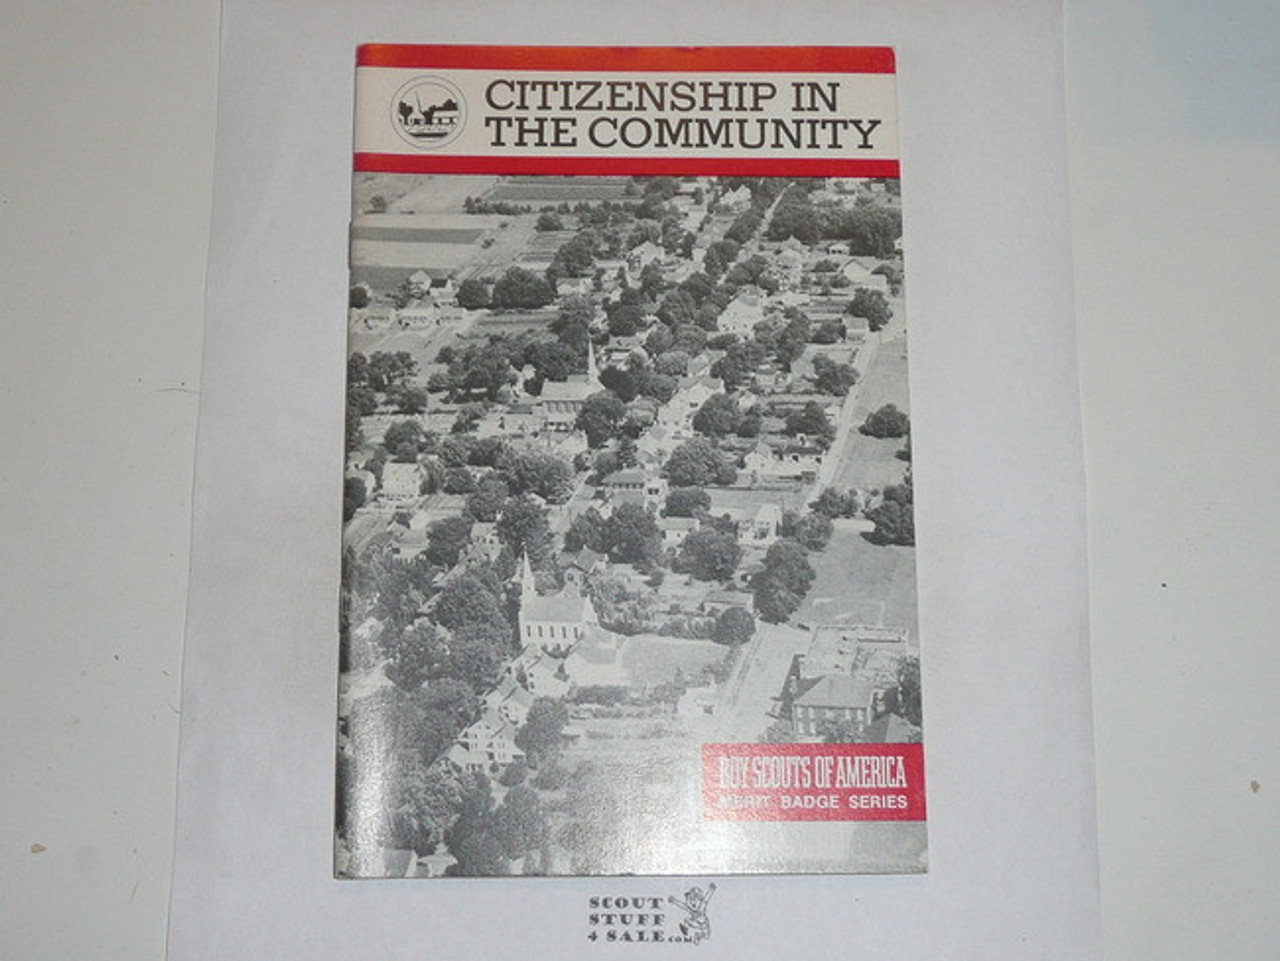 CITIZENSHIP IN
THE COMMUNITY
BOY SCOUTS OF AMERICA
MERIT BADGE SERIES
SCOUT
STUFF
4 SALE.COM